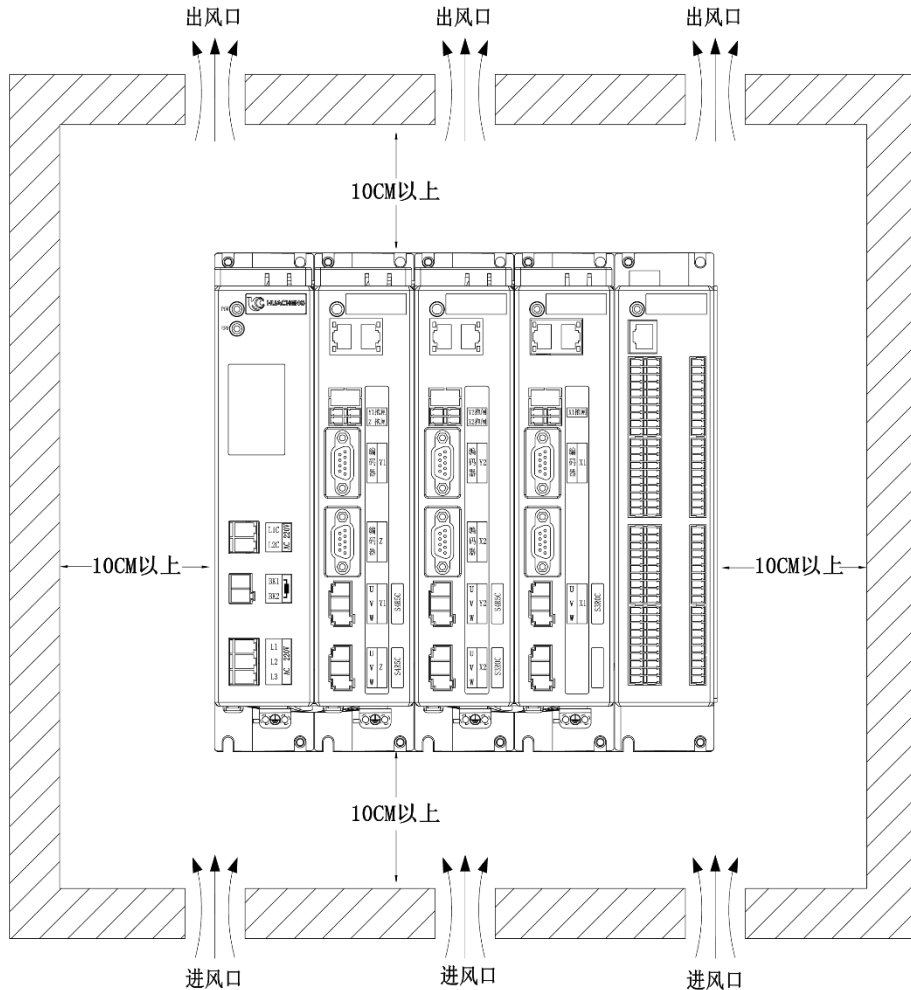 出风口
出风口
出风口
10CM以上
HUACHENG
编码器 Y1
编码器 Y2
编码器 X1
编码器 Z
编码器 X2
L1C
L2C
AC 220V
10CM以上
10CM以上
BK1
BK2
U V W
Y1
S4R5C
U V W
Y2
S4R5C
U V W
X1
L1
L2
L3
AC 220V
U V W
Z
S4R5C
U V W
X2
10CM以上
进风口
进风口
进风口